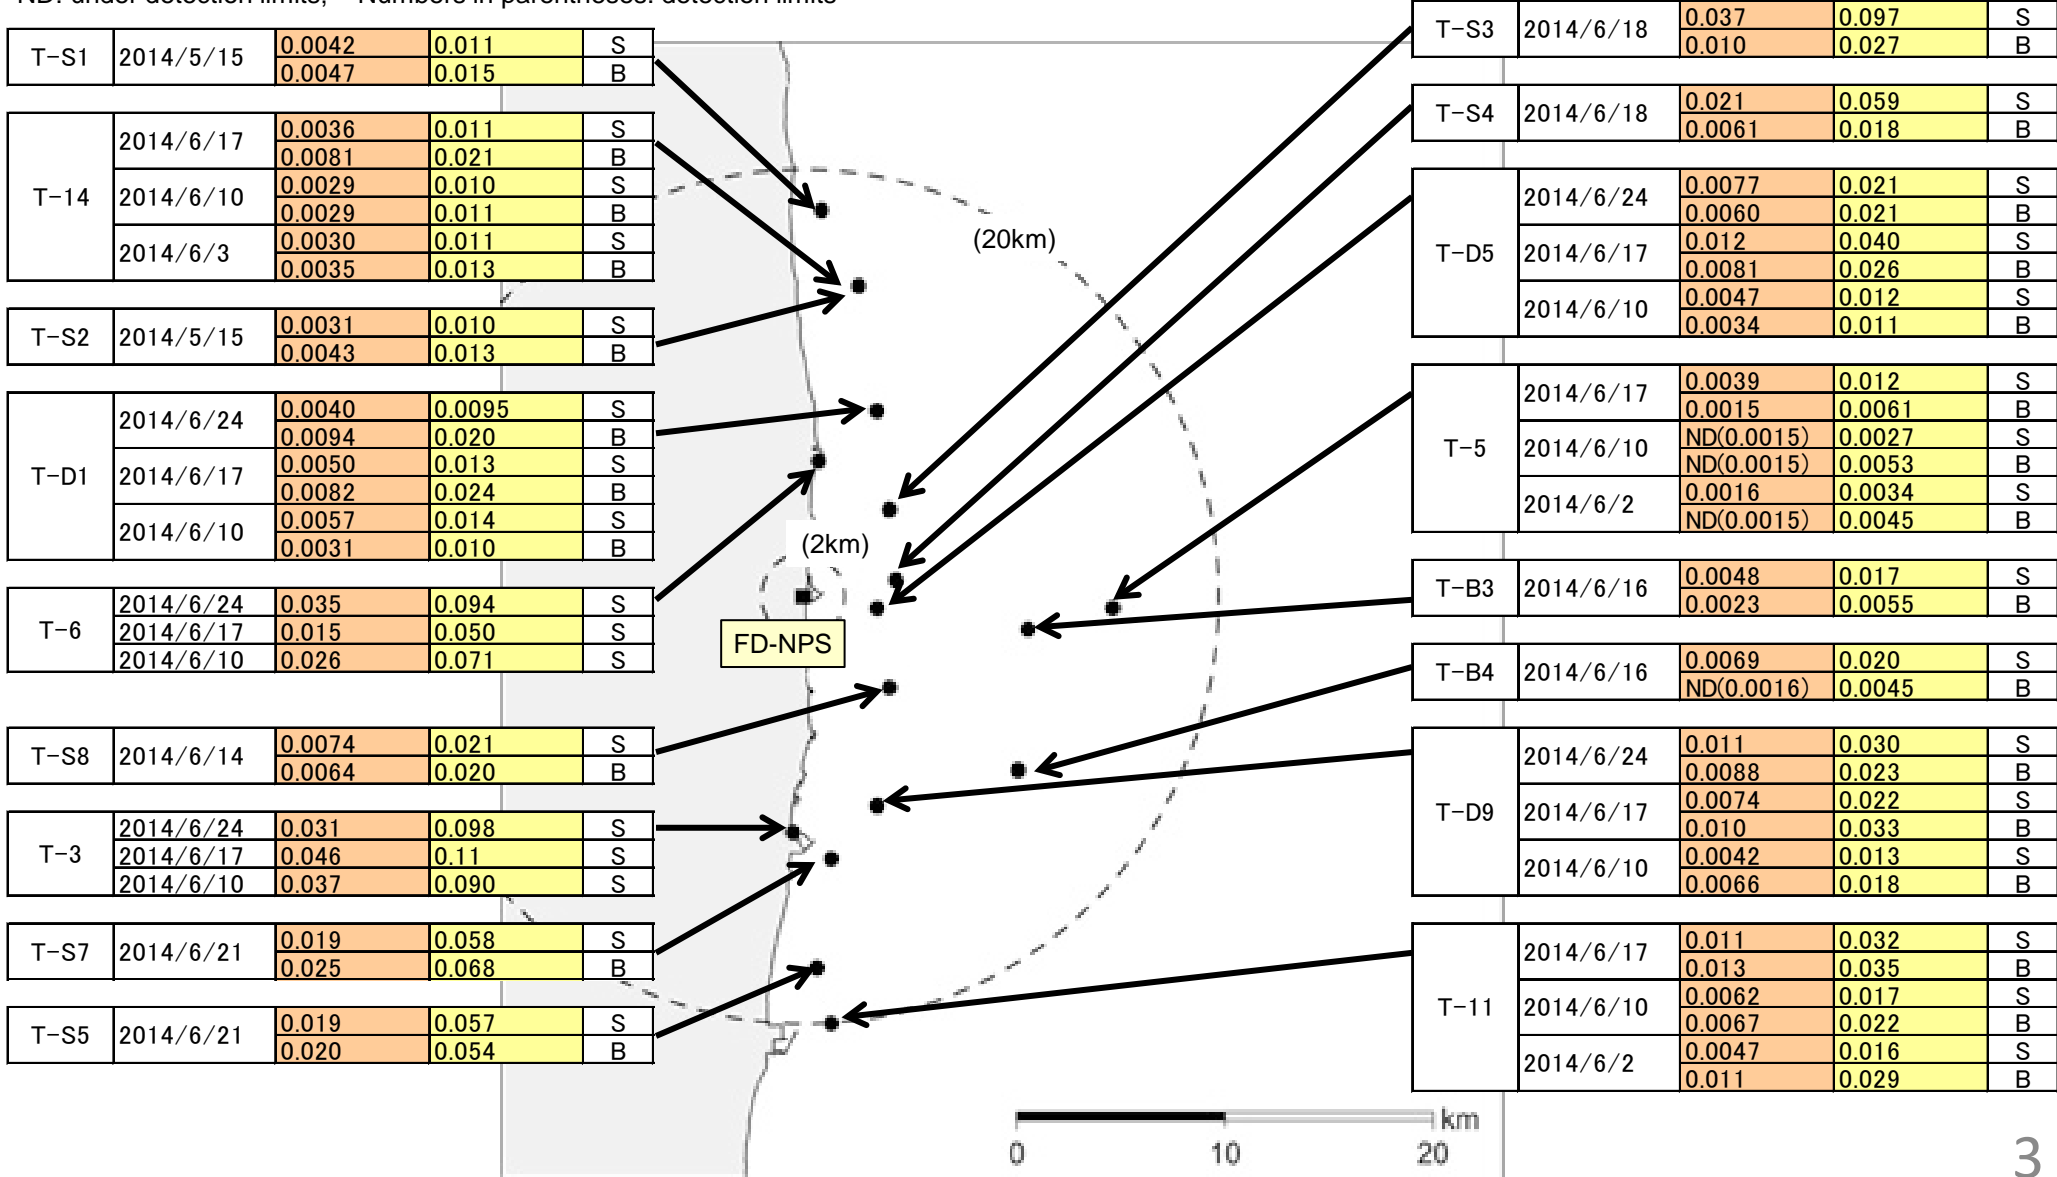 ND: under detection limits, Numbers in parentheses: detection limits
T-S1 2014/5/15 0.0042 0.011 S
0.0047 0.015 B
T-14 2014/6/17 0.0036 0.011 S
0.0081 0.021 B
2014/6/10 0.0029 0.010 S
0.0029 0.011 B
2014/6/3 0.0030 0.011 S
0.0035 0.013 B
T-S2 2014/5/15 0.0031 0.010 S
0.0043 0.013 B
T-D1 2014/6/24 0.0040 0.0095 S
0.0094 0.020 B
2014/6/17 0.0050 0.013 S
0.0082 0.024 B
2014/6/10 0.0057 0.014 S
0.0031 0.010 B
T-6 2014/6/24 0.035 0.094 S
2014/6/17 0.015 0.050 S
2014/6/10 0.026 0.071 S
T-S8 2014/6/14 0.0074 0.021 S
0.0064 0.020 B
T-3 2014/6/24 0.031 0.098 S
2014/6/17 0.046 0.11 S
2014/6/10 0.037 0.090 S
T-S7 2014/6/21 0.019 0.058 S
0.025 0.068 B
T-S5 2014/6/21 0.019 0.057 S
0.020 0.054 B
(20km)
(2km)
FD-NPS
T-S3 2014/6/18 0.037 0.097 S
0.010 0.027 B
T-S4 2014/6/18 0.021 0.059 S
0.0061 0.018 B
T-D5 2014/6/24 0.0077 0.021 S
0.0060 0.021 B
2014/6/17 0.012 0.040 S
0.0081 0.026 B
2014/6/10 0.0047 0.012 S
0.0034 0.011 B
T-5 2014/6/17 0.0039 0.012 S
0.0015 0.0061 B
2014/6/10 ND(0.0015) 0.0027 S
ND(0.0015) 0.0053 B
2014/6/2 0.0016 0.0034 S
ND(0.0015) 0.0045 B
T-B3 2014/6/16 0.0048 0.017 S
0.0023 0.0055 B
T-B4 2014/6/16 0.0069 0.020 S
ND(0.0016) 0.0045 B
T-D9 2014/6/24 0.011 0.030 S
0.0088 0.023 B
2014/6/17 0.0074 0.022 S
0.010 0.033 B
2014/6/10 0.0042 0.013 S
0.0066 0.018 B
T-11 2014/6/17 0.011 0.032 S
0.013 0.035 B
2014/6/10 0.0062 0.017 S
0.0067 0.022 B
2014/6/2 0.0047 0.016 S
0.011 0.029 B
km
0 10 20
3